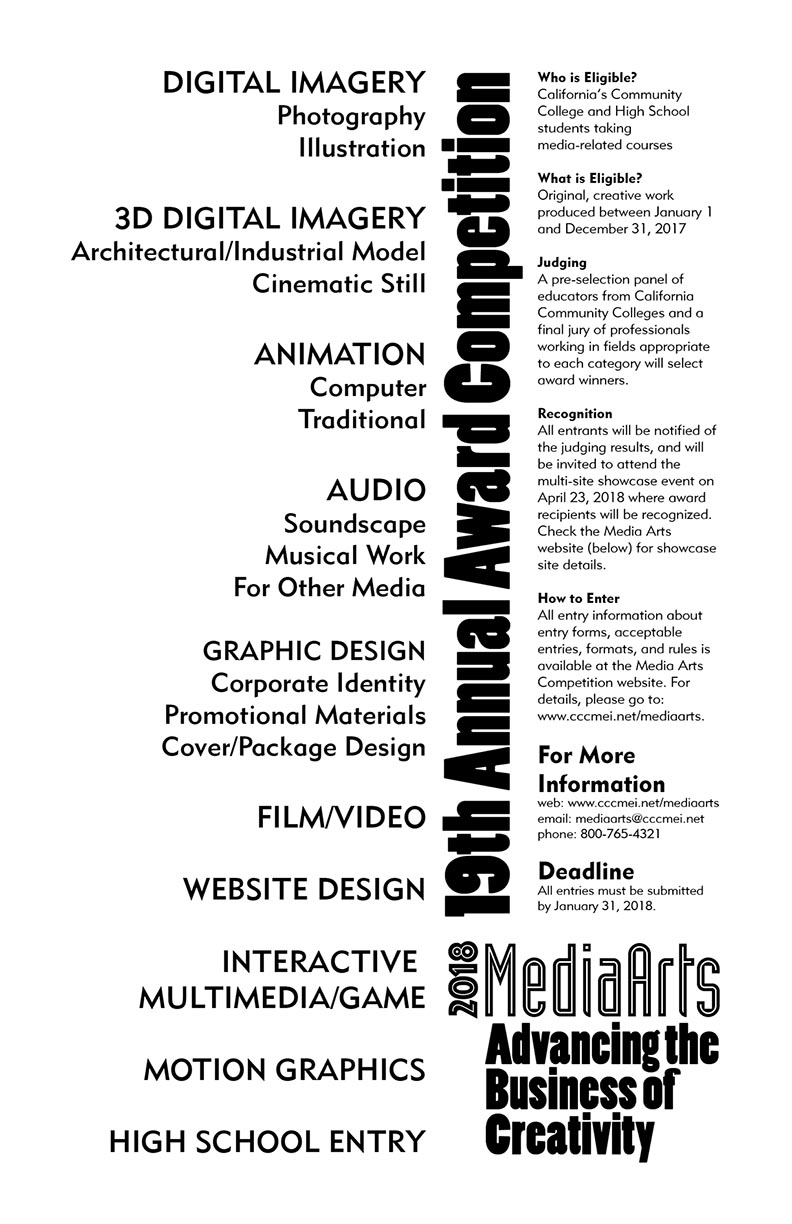 DIGITAL IMAGERY
Photography
Illustration
3D DIGITAL IMAGERY
Architectural/Industrial Model
Cinematic Still
ANIMATION
Computer
Traditional
AUDIO
Soundscape
Musical Work
For Other Media
GRAPHIC DESIGN
Corporate Identity
Promotional Materials
Cover/Package Design
FILM/VIDEO
WEBSITE DESIGN
INTERACTIVE
MULTIMEDIA/GAME
MOTION GRAPHICS
HIGH SCHOOL ENTRY
19th Annual Award Competition
Who is Eligible?
California's Community
College and High School
students taking
media-related courses
What is Eligible?
Original, creative work
produced between January 1
and December 31, 2017
Judging
A pre-selection panel of
educators from California
Community Colleges and a
final jury of professionals
working in fields appropriate
to each category will select
award winners.
Recognition
All entrants will be notified of
the judging results, and will
be invited to attend the
multi-site showcase event on
April 23, 2018 where award
recipients will be recognized.
Check the Media Arts
website (below) for showcase
site details.
How to Enter
All entry information about
entry forms, acceptable
entries, formats, and rules is
available at the Media Arts
Competition website. For
details, please go to:
www.cccmei.net/mediaarts.
For More
Information
web: www.cccmei.net/mediaarts
email: mediaarts@cccmei.net
phone: 800-765-4321
Deadline
All entries must be submitted
by January 31, 2018.
2018
MediaArts
Advancing the
Business of
Creativity